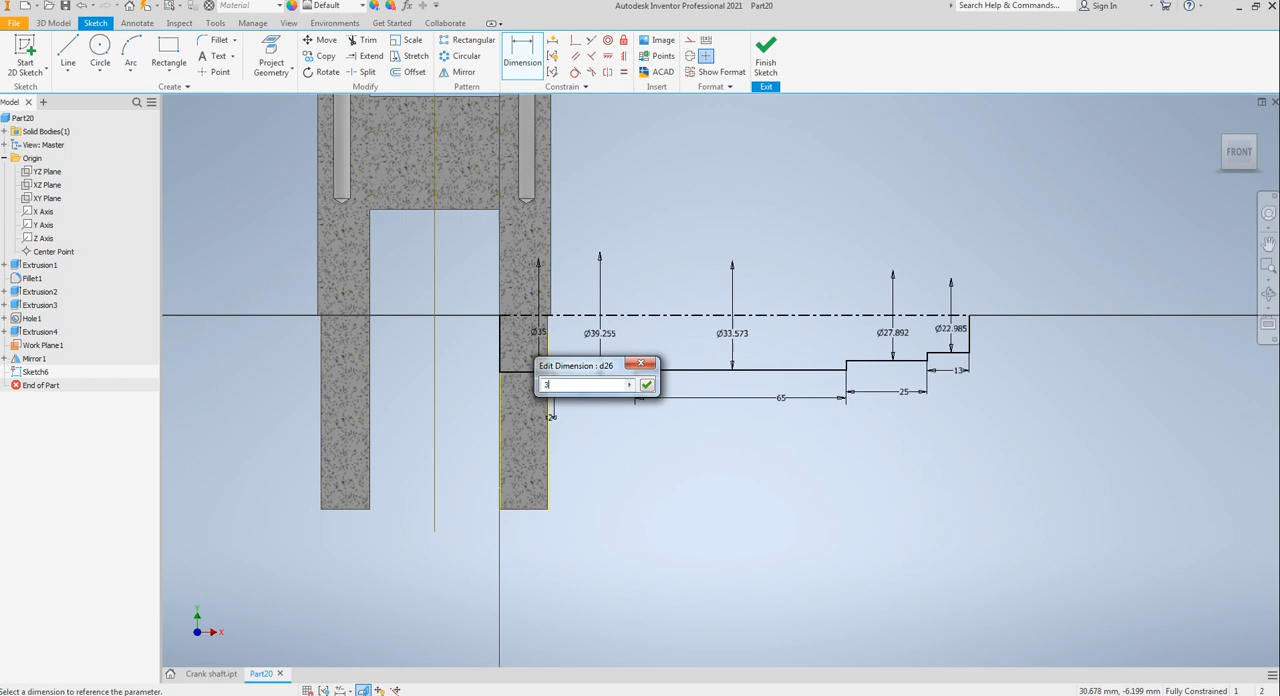 Material
Default
Autodesk Inventor Professional 2021 Part20
Search Help & Commands...
Sign In
File 3D Model Sketch Annotate Inspect Tools Manage View Environments Get Started Collaborate
Start
2D Sketch
Line
Circle
Arc
Rectangle
Fillet
Text
Point
Project
Geometry
Move
Copy
Rotate
Trim
Extend
Split
Scale
Stretch
Offset
Rectangular
Circular
Mirror
Dimension
Image
Points
ACAD
Show Format
Finish
Sketch
Sketch
Create
Modify
Pattern
Constrain
Insert
Format
Exit
Model
Part20
Solid Bodies(1)
View: Master
Origin
YZ Plane
XZ Plane
XY Plane
X Axis
Y Axis
Z Axis
Center Point
Extrusion1
Fillet1
Extrusion2
Extrusion3
Hole1
Extrusion4
Work Plane1
Mirror1
Sketch6
End of Part
FRONT
Ø35
Ø39.255
Ø33.573
Ø27.892
Ø22.985
Edit Dimension : d26
3
13
25
65
Y
X
Crank shaft.ipt
Part20
Select a dimension to reference the parameter.
30.678 mm, -6.199 mm
Fully Constrained
1
2